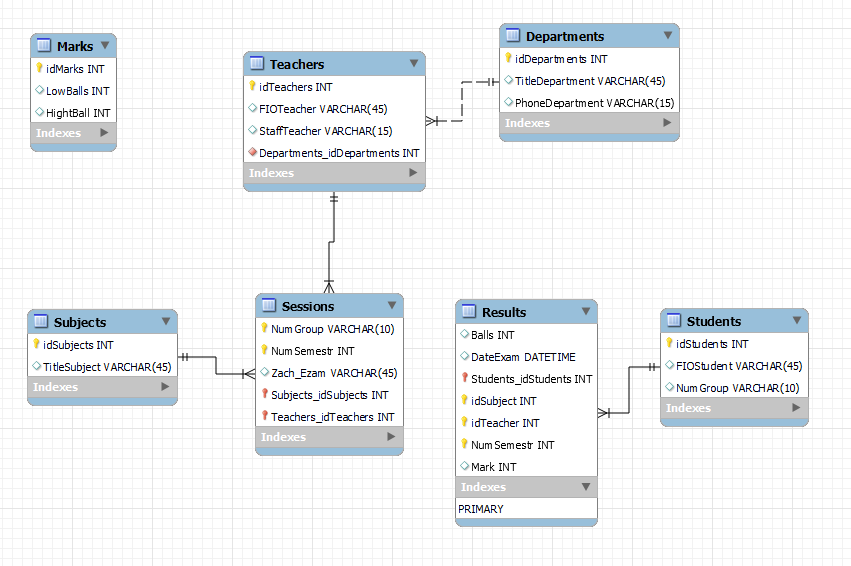 Marks
idMarks INT
LowBalls INT
HightBall INT
Indexes
Teachers
idTeachers INT
FIOTeacher VARCHAR(45)
StaffTeacher VARCHAR(15)
Departments_idDepartments INT
Indexes
Departments
idDepartments INT
TitleDepartment VARCHAR(45)
PhoneDepartment VARCHAR(15)
Indexes
Subjects
idSubjects INT
TitleSubject VARCHAR(45)
Indexes
Sessions
NumGroup VARCHAR(10)
NumSemestr INT
Zach_Ezam VARCHAR(45)
Subjects_idSubjects INT
Teachers_idTeachers INT
Indexes
Results
Balls INT
DateExam DATETIME
Students_idStudents INT
idSubject INT
idTeacher INT
NumSemestr INT
Mark INT
Indexes
PRIMARY
Students
idStudents INT
FIOStudent VARCHAR(45)
NumGroup VARCHAR(10)
Indexes